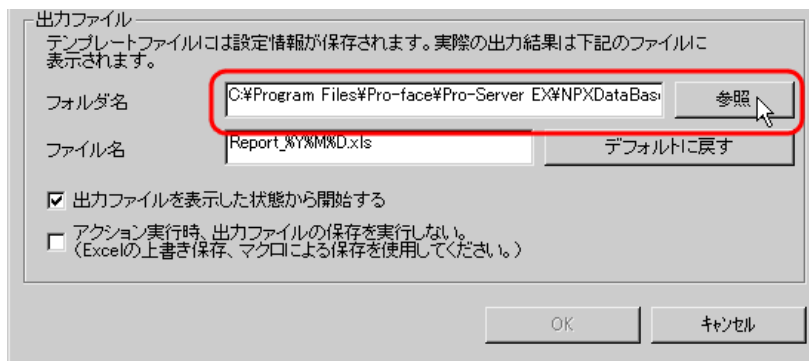 出力ファイル
テンプレートファイルには設定情報が保存されます。実際の出力結果は下記のファイルに
表示されます。
フォルダ名
C:¥Program Files¥Pro-face¥Pro-Server EX¥NPXDataBas
参照
ファイル名
Report_%Y%M%D.xls
デフォルトに戻す
出力ファイルを表示した状態から開始する
アクション実行時、出力ファイルの保存を実行しない。
（Excelの上書き保存、マクロによる保存を使用してください。）
OK
ｷｬﾝｾﾙ